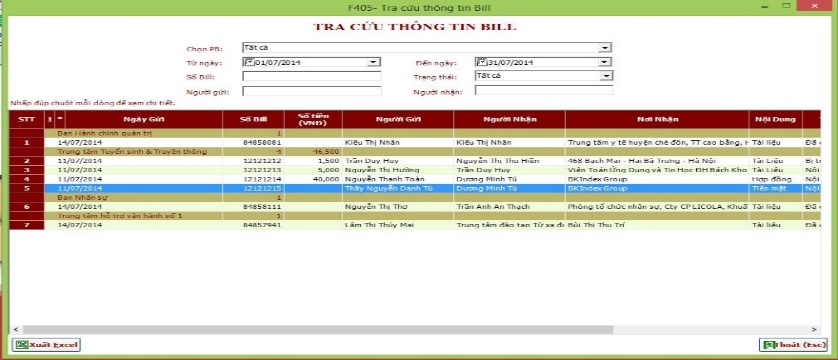 F405- Tra cứu thông tin Bill
TRA CỨU THÔNG TIN BILL
Chọn PB: Tất cả
Từ ngày: 01/07/2014 Đến ngày: 31/07/2014
Số Bill: Trạng thái: Tất cả
Người gửi: Người nhận:
Nhấp đúp chuột mỗi dòng để xem chi tiết.
STT 1 * Ngày Gửi Số Bill Số tiền (VNĐ) Người Gửi Người Nhận Nơi Nhận Nội Dung
Ban Hành chính quản trị 1
1 14/07/2014 84858081 Kiều Thị Nhân Kiều Thị Nhân Trung tâm y tế huyện chợ đồn, TT cao bằng, H Tài liệu Đã
Trung tâm Tuyển sinh & Truyền thông 4 46,500
2 11/07/2014 12121212 1,500 Trần Duy Huy Nguyễn Thị Thu Hiền 468 Bạch Mai - Hai Bà Trưng - Hà Nội Tài Liệu Bị
3 11/07/2014 12121213 5,000 Nguyễn Thị Hường Trần Duy Huy Viện Toán Ứng Dụng và Tin Học ĐH Bách Kho Tài liệu Nội
4 11/07/2014 12121214 40,000 Nguyễn Thanh Toàn Dương Minh Tú BKIndex Group Hợp đồng Nội
5 11/07/2014 12121215 Thầy Nguyễn Danh Tú Dương Minh Tú BKIndex Group Tiền mặt Nội
Ban Nhân sự 1
6 14/07/2014 84858111 Nguyễn Thị Thơ Trần Anh An Thạch Phòng tổ chức nhân sự, Cty CPLICOLA, Khuấ Tài liệu Đã
Trung tâm hỗ trợ vận hành số 1 1
7 14/07/2014 84857941 Lâm Thị Thúy Mai Trung tâm đào tạo Từ xa Bùi Thị Thu Trí Tài liệu Đã
Xuất Excel Thoát (Esc)